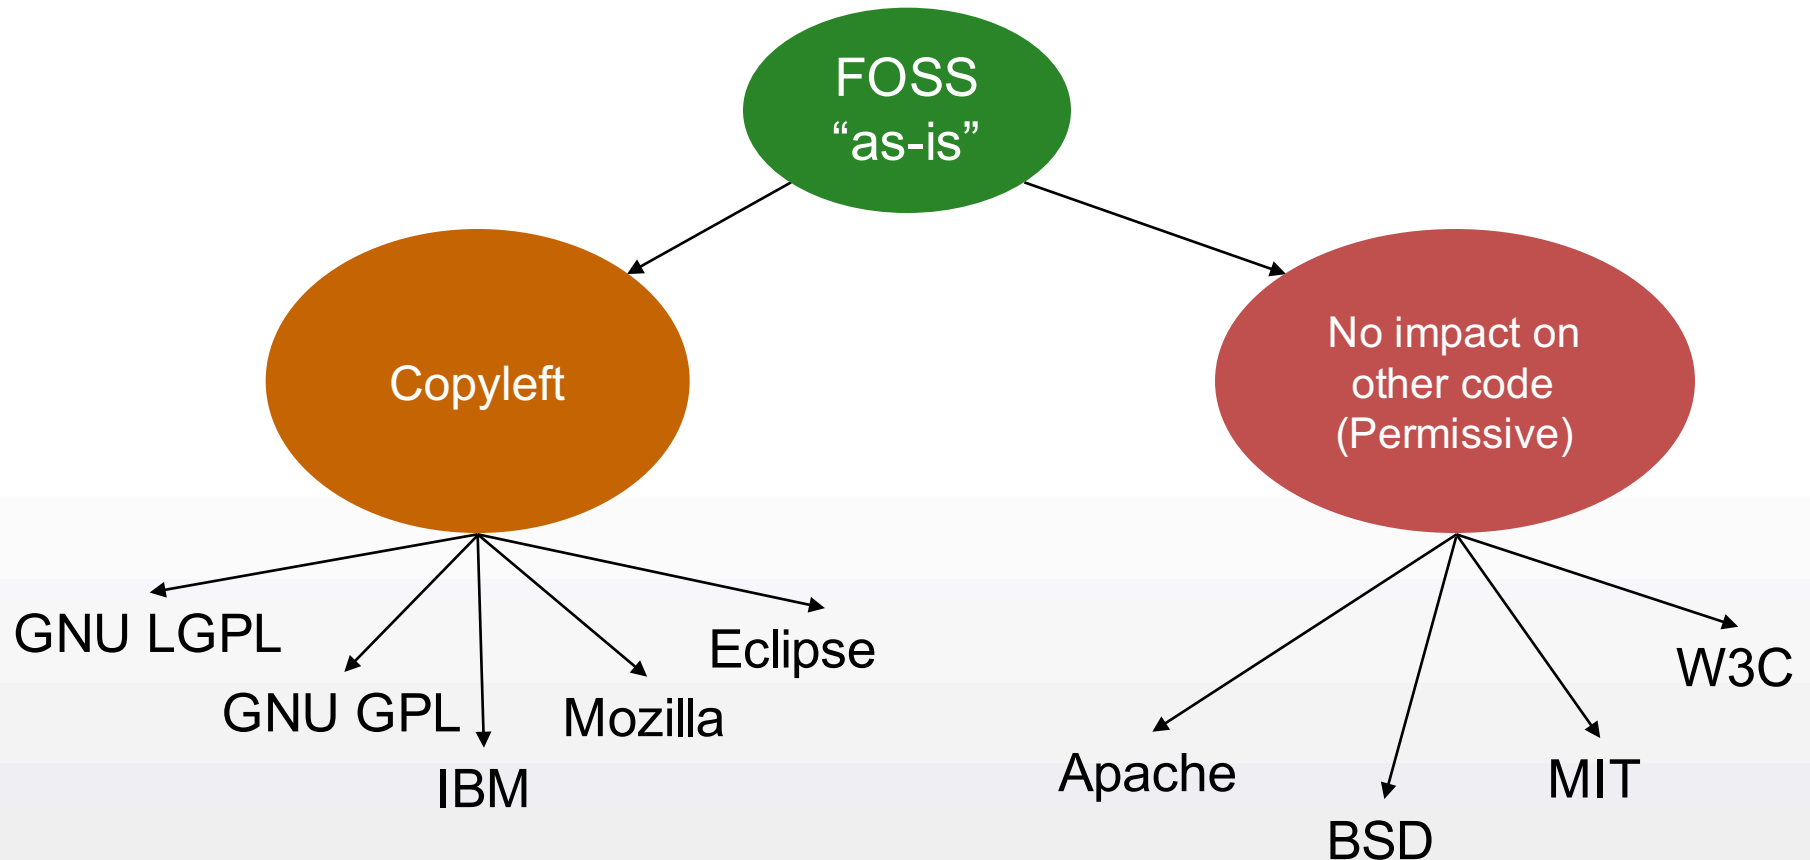 FOSS
“as-is”
Copyleft
No impact on
other code
(Permissive)
GNU LGPL
GNU GPL
IBM
Mozilla
Eclipse
Apache
BSD
MIT
W3C